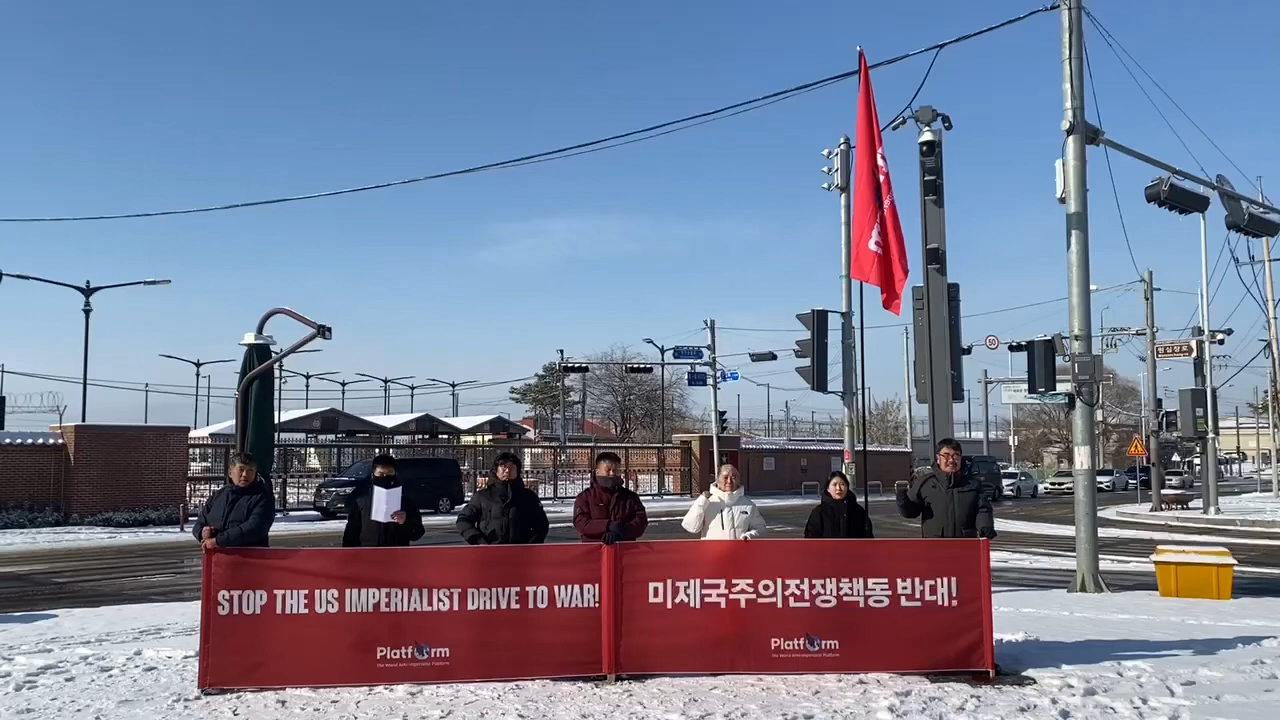 STOP THE US IMPERIALIST DRIVE TO WAR!
Platform
The World Anti-Imperialist Platform
미제국주의전쟁책동 반대!
Platform
The World Anti-Imperialist Platform
50